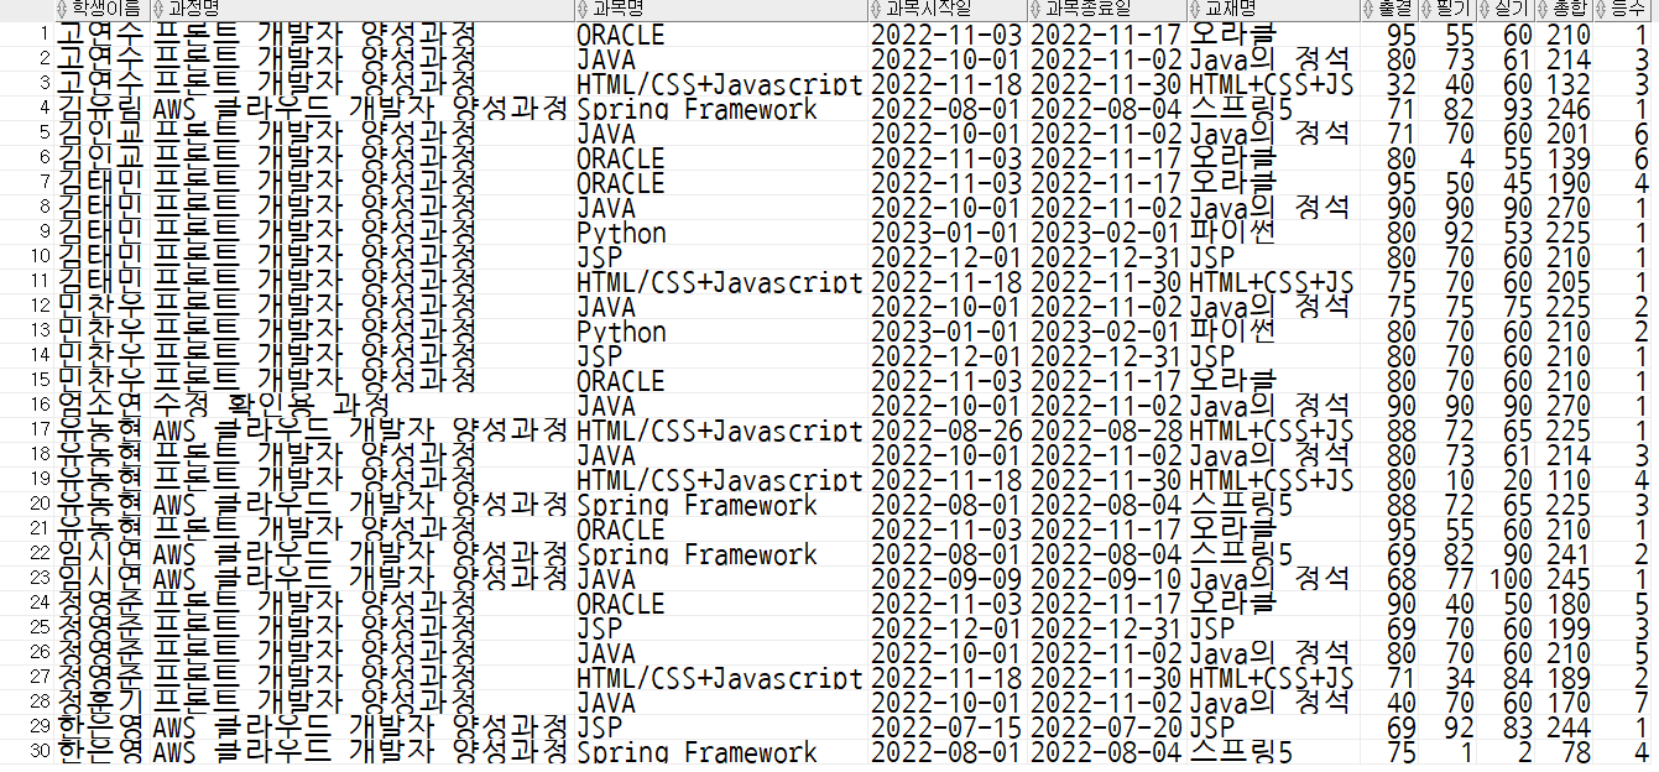 학생이름 과정명 과목명 과목시작일 과목종료일 교재명 출결 필기 실기 총합 등수
1 고연수 프론트 개발자 양성과정 ORACLE 2022-11-03 2022-11-17 오라클 95 55 60 210 1
2 고연수 프론트 개발자 양성과정 JAVA 2022-10-01 2022-11-02 Java의 정석 80 73 61 214 3
3 고연수 프론트 개발자 양성과정 HTML/CSS+Javascript 2022-11-18 2022-11-30 HTML+CSS+JS 32 40 60 132 3
4 김유림 AWS 클라우드 개발자 양성과정 Spring Framework 2022-08-01 2022-08-04 스프링5 71 82 93 246 1
5 김인교 프론트 개발자 양성과정 JAVA 2022-10-01 2022-11-02 Java의 정석 71 70 60 201 6
6 김인교 프론트 개발자 양성과정 ORACLE 2022-11-03 2022-11-17 오라클 80 4 55 139 6
7 김태민 프론트 개발자 양성과정 ORACLE 2022-11-03 2022-11-17 오라클 95 50 45 190 4
8 김태민 프론트 개발자 양성과정 JAVA 2022-10-01 2022-11-02 Java의 정석 90 90 90 270 1
9 김태민 프론트 개발자 양성과정 Python 2023-01-01 2023-02-01 파이썬 80 92 53 225 1
10 김태민 프론트 개발자 양성과정 JSP 2022-12-01 2022-12-31 JSP 80 70 60 210 1
11 김태민 프론트 개발자 양성과정 HTML/CSS+Javascript 2022-11-18 2022-11-30 HTML+CSS+JS 75 70 60 205 1
12 민찬우 프론트 개발자 양성과정 JAVA 2022-10-01 2022-11-02 Java의 정석 75 75 75 225 2
13 민찬우 프론트 개발자 양성과정 Python 2023-01-01 2023-02-01 파이썬 80 70 60 210 2
14 민찬우 프론트 개발자 양성과정 JSP 2022-12-01 2022-12-31 JSP 80 70 60 210 1
15 민찬우 프론트 개발자 양성과정 ORACLE 2022-11-03 2022-11-17 오라클 80 70 60 210 1
16 엄소연 수정 확인용 과정 JAVA 2022-10-01 2022-11-02 Java의 정석 90 90 90 270 1
17 유동현 AWS 클라우드 개발자 양성과정 HTML/CSS+Javascript 2022-08-26 2022-08-28 HTML+CSS+JS 88 72 65 225 1
18 유동현 프론트 개발자 양성과정 JAVA 2022-10-01 2022-11-02 Java의 정석 80 73 61 214 3
19 유동현 프론트 개발자 양성과정 HTML/CSS+Javascript 2022-11-18 2022-11-30 HTML+CSS+JS 80 10 20 110 4
20 유동현 AWS 클라우드 개발자 양성과정 Spring Framework 2022-08-01 2022-08-04 스프링5 88 72 65 225 3
21 유동현 프론트 개발자 양성과정 ORACLE 2022-11-03 2022-11-17 오라클 95 55 60 210 1
22 임시연 AWS 클라우드 개발자 양성과정 Spring Framework 2022-08-01 2022-08-04 스프링5 69 82 90 241 2
23 임시연 AWS 클라우드 개발자 양성과정 JAVA 2022-09-09 2022-09-10 Java의 정석 68 77 100 245 1
24 정영준 프론트 개발자 양성과정 ORACLE 2022-11-03 2022-11-17 오라클 90 40 50 180 5
25 정영준 프론트 개발자 양성과정 JSP 2022-12-01 2022-12-31 JSP 69 70 60 199 3
26 정영준 프론트 개발자 양성과정 JAVA 2022-10-01 2022-11-02 Java의 정석 80 70 60 210 5
27 정영준 프론트 개발자 양성과정 HTML/CSS+Javascript 2022-11-18 2022-11-30 HTML+CSS+JS 71 34 84 189 2
28 정훈기 프론트 개발자 양성과정 JAVA 2022-10-01 2022-11-02 Java의 정석 40 70 60 170 7
29 한은영 AWS 클라우드 개발자 양성과정 JSP 2022-07-15 2022-07-20 JSP 69 92 83 244 1
30 한은영 AWS 클라우드 개발자 양성과정 Spring Framework 2022-08-01 2022-08-04 스프링5 75 1 2 78 4